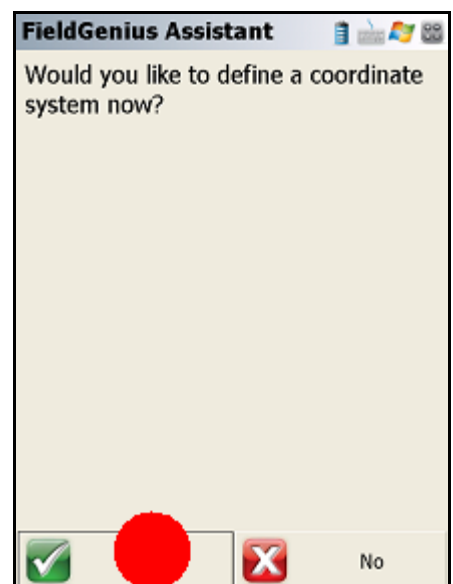 FieldGenius Assistant
Would you like to define a coordinate
system now?
No